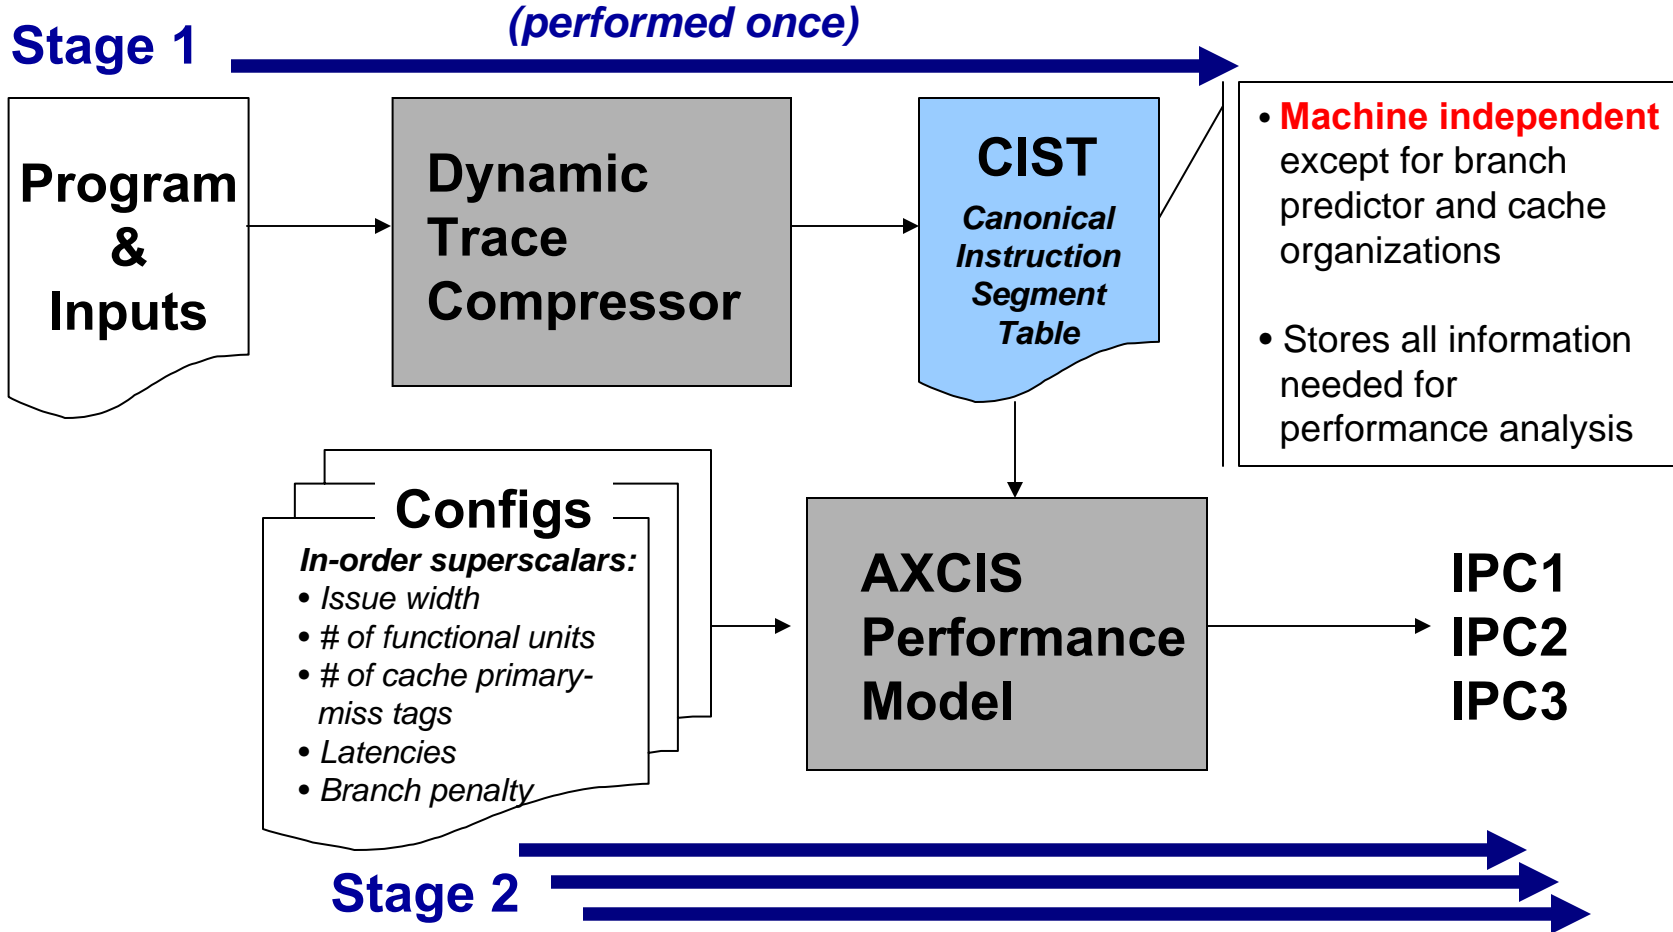 Stage 1
(performed once)
Program
&
Inputs
Dynamic
Trace
Compressor
CIST
Canonical
Instruction
Segment
Table
• Machine independent
except for branch
predictor and cache
organizations
• Stores all information
needed for
performance analysis
Configs
In-order superscalars:
• Issue width
• # of functional units
• # of cache primary-
miss tags
• Latencies
• Branch penalty
AXCIS
Performance
Model
IPC1
IPC2
IPC3
Stage 2